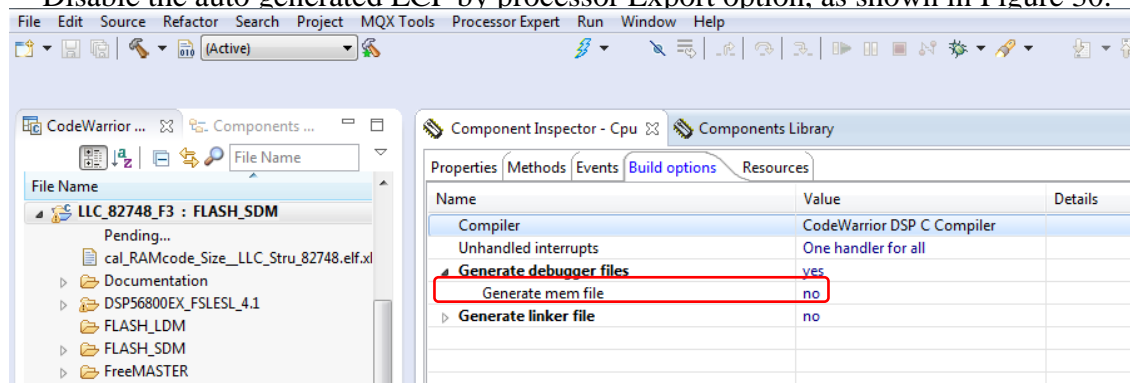 Disable the auto generated LCF by processor Export option, as shown in Figure 36.
File Edit Source Refactor Search Project MQX Tools Processor Expert Run Window Help
010 (Active)
CodeWarrior ... Components ...
Component Inspector - Cpu Components Library
File Name
Properties Methods Events Build options Resources
File Name
Name Value Details
LLC_82748_F3 : FLASH_SDM
Compiler CodeWarrior DSP C Compiler
Pending...
Unhandled interrupts One handler for all
cal_RAMcode_Size__LLC_Stru_82748.elf.xl
Generate debugger files yes
Documentation
Generate mem file no
DSP56800EX_FSLESL_4.1
Generate linker file no
FLASH_LDM
FLASH_SDM
FreeMASTER